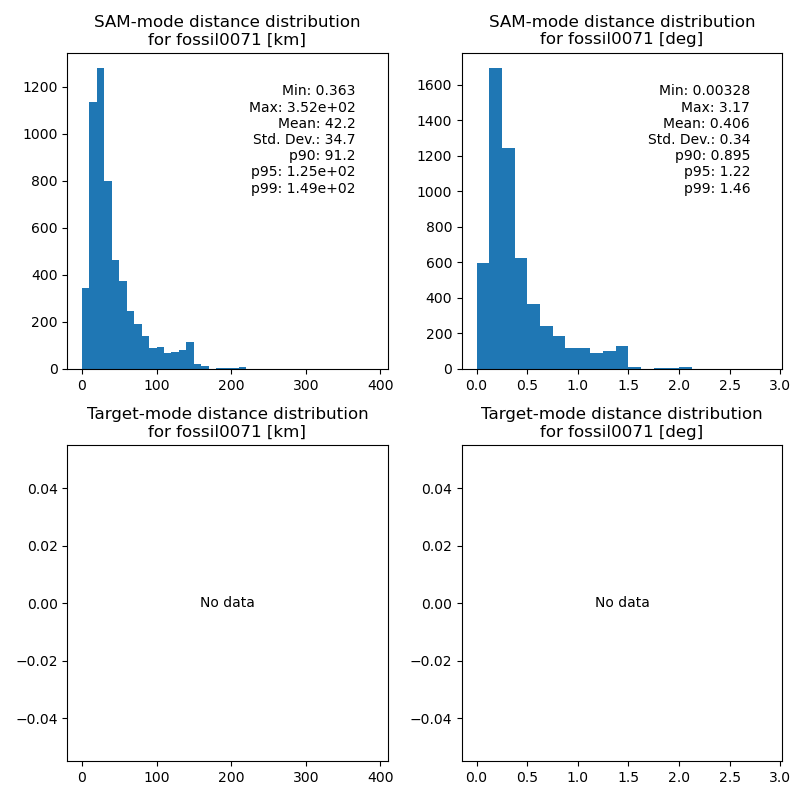 SAM-mode distance distribution
for fossil0071 [km]
1200
1000
800
600
400
200
0
Min: 0.363
Max: 3.52e+02
Mean: 42.2
Std. Dev.: 34.7
p90: 91.2
p95: 1.25e+02
p99: 1.49e+02
0 100 200 300 400
SAM-mode distance distribution
for fossil0071 [deg]
1600
1400
1200
1000
800
600
400
200
0
Min: 0.00328
Max: 3.17
Mean: 0.406
Std. Dev.: 0.34
p90: 0.895
p95: 1.22
p99: 1.46
0.0 0.5 1.0 1.5 2.0 2.5 3.0
Target-mode distance distribution
for fossil0071 [km]
0.04
0.02
0.00
−0.02
−0.04
No data
0 100 200 300 400
Target-mode distance distribution
for fossil0071 [deg]
0.04
0.02
0.00
−0.02
−0.04
No data
0.0 0.5 1.0 1.5 2.0 2.5 3.0